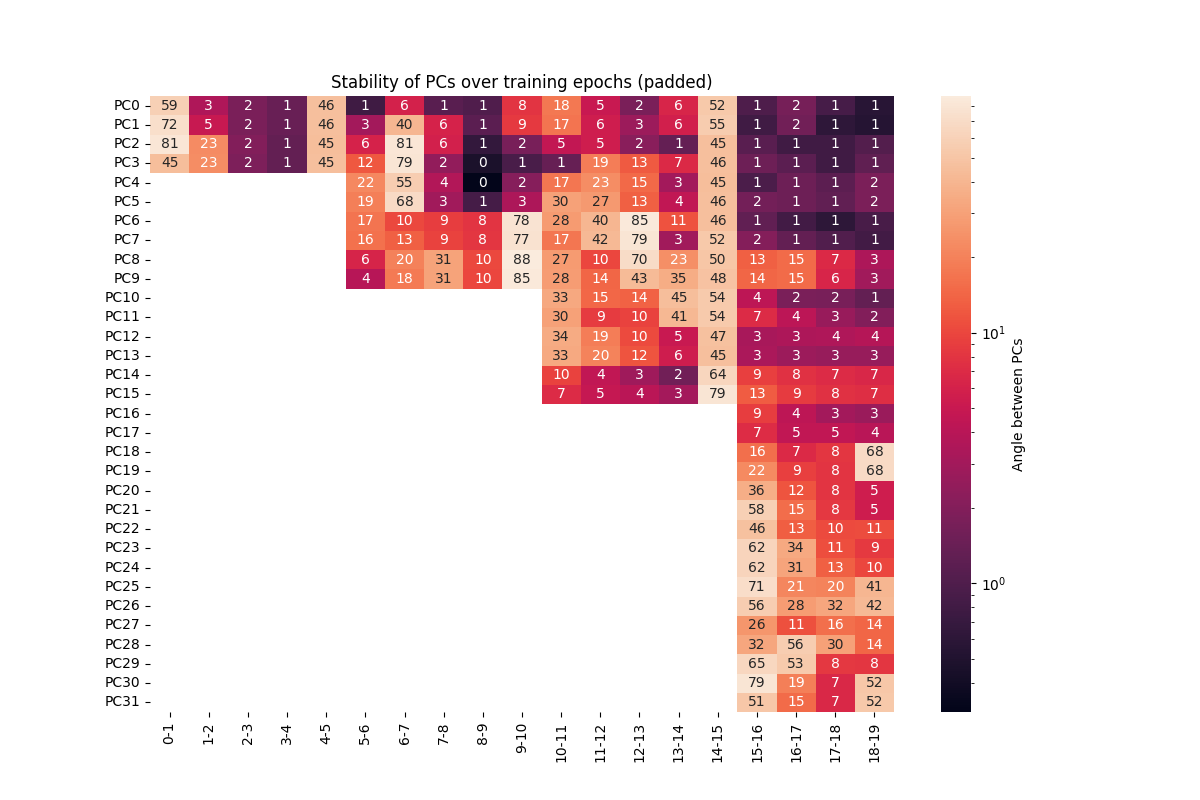 Stability of PCs over training epochs (padded)
PC0 59 3 2 1 46 1 6 1 1 8 18 5 2 6 52 1 2 1 1
PC1 72 5 2 1 46 3 40 6 1 9 17 6 3 6 55 1 2 1 1
PC2 81 23 2 1 45 6 81 6 1 2 5 5 2 1 45 1 1 1 1
PC3 45 23 2 1 45 12 79 2 0 1 1 19 13 7 46 1 1 1 1
PC4 22 55 4 0 2 17 23 15 3 45 1 1 1 2
PC5 19 68 3 1 3 30 27 13 4 46 2 1 1 2
PC6 17 10 9 8 78 28 40 85 11 46 1 1 1 1
PC7 16 13 9 8 77 17 42 79 3 52 2 1 1 1
PC8 6 20 31 10 88 27 10 70 23 50 13 15 7 3
PC9 4 18 31 10 85 28 14 43 35 48 14 15 6 3
PC10 33 15 14 45 54 4 2 2 1
PC11 30 9 10 41 54 7 4 3 2
PC12 34 19 10 5 47 3 3 4 4
PC13 33 20 12 6 45 3 3 3 3
PC14 10 4 3 2 64 9 8 7 7
PC15 7 5 4 3 79 13 9 8 7
PC16 9 4 3 3
PC17 7 5 5 4
PC18 16 7 8 68
PC19 22 9 8 68
PC20 36 12 8 5
PC21 58 15 8 5
PC22 46 13 10 11
PC23 62 34 11 9
PC24 62 31 13 10
PC25 71 21 20 41
PC26 56 28 32 42
PC27 26 11 16 14
PC28 32 56 30 14
PC29 65 53 8 8
PC30 79 19 7 52
PC31 51 15 7 52
0-1 1-2 2-3 3-4 4-5 5-6 6-7 7-8 8-9 9-10 10-11 11-12 12-13 13-14 14-15 15-16 16-17 17-18 18-19
10¹
10⁰
Angle between PCs